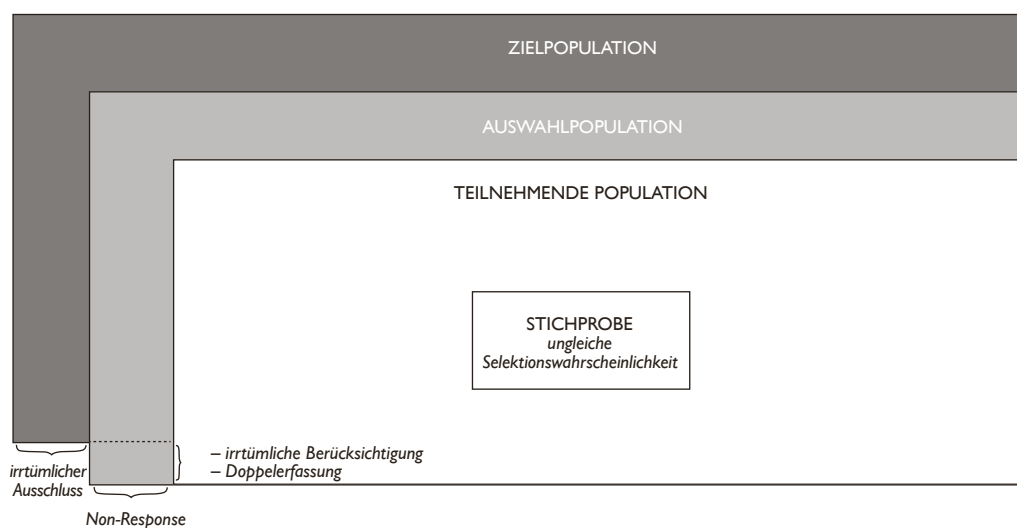 ZIELPOPULATION
AUSWAHLPOPULATION
TEILNEHMENDE POPULATION
STICHPROBE
ungleiche
Selektionswahrscheinlichkeit
– irrtümliche Berücksichtigung
– Doppelerfassung
irrtümlicher
Ausschluss
Non-Response